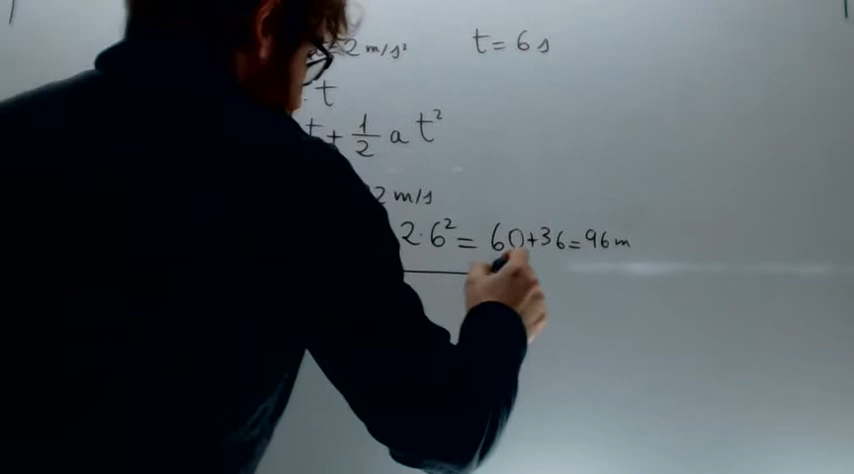 2 m/s² t = 6 s
· t
t + 1/2 a t²
2 m/s
2·6² = 60+36=96m